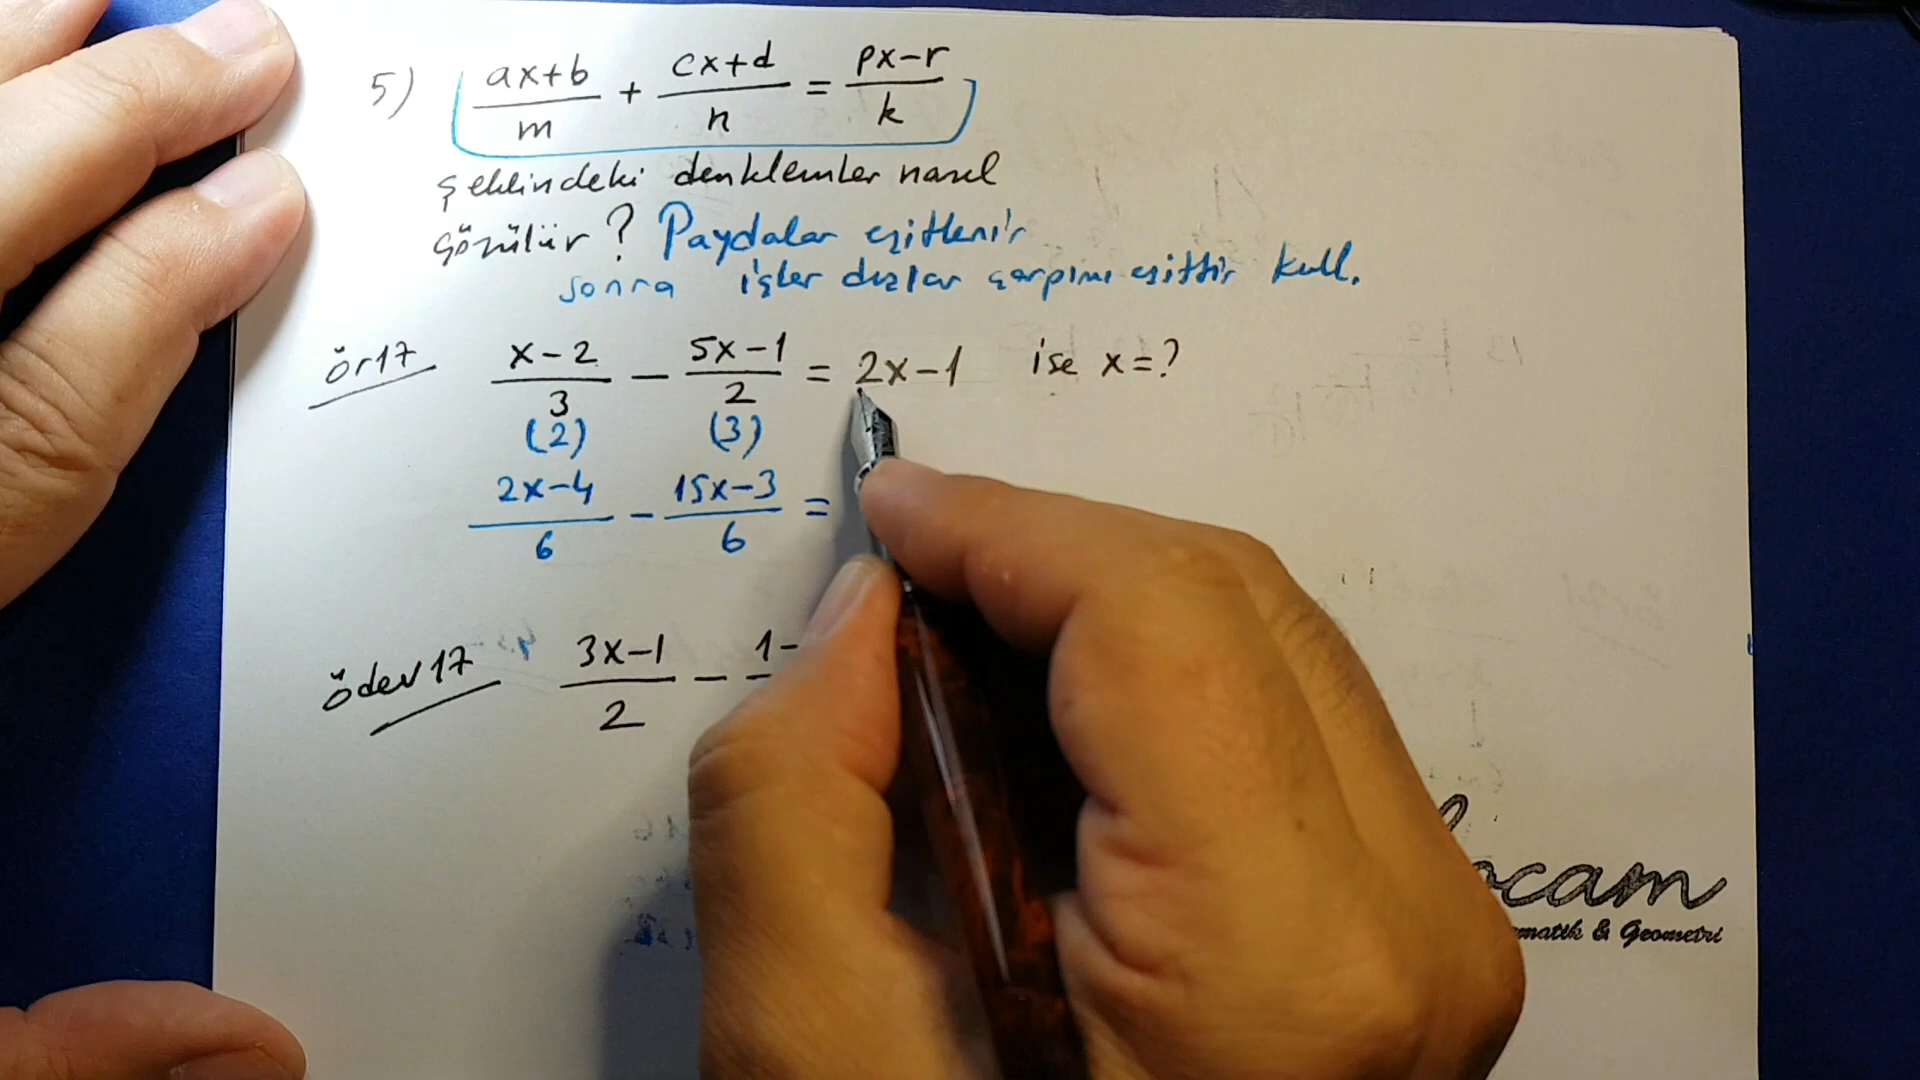 5) (ax+b)/m + (cx+d)/n = (px-r)/k
şeklindeki denklemler nasıl
çözülür? Paydalar eşitlenir
sonra içler dışlar çarpımı eşittir kull.
ör17 (x-2)/3 - (5x-1)/2 = 2x-1 ise x=?
(2) (3)
(2x-4)/6 - (15x-3)/6 =
ödev17 (3x-1)/2 - 1-
ocam
matik & Geometri